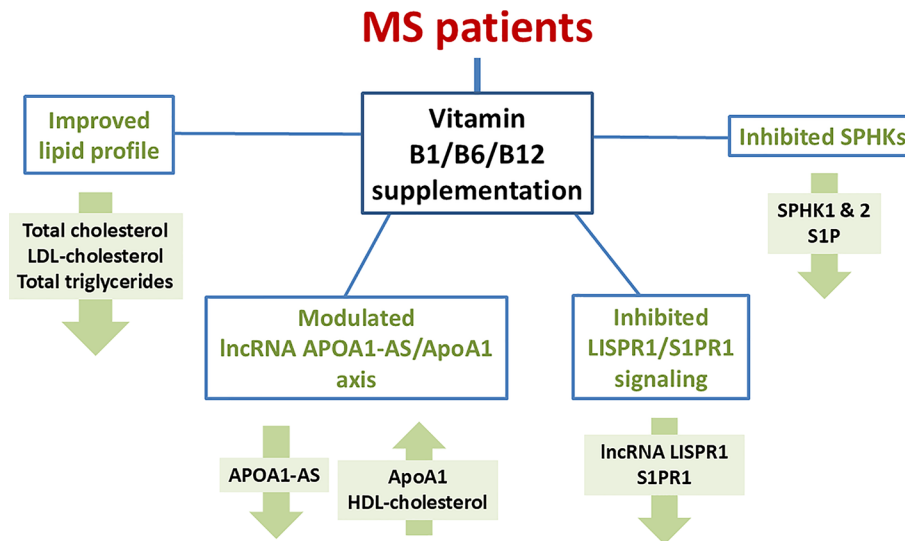 MS patients
Vitamin
B1/B6/B12
supplementation
Improved
lipid profile
Total cholesterol
LDL-cholesterol
Total triglycerides
Modulated
lncRNA APOA1-AS/ApoA1
axis
APOA1-AS
ApoA1
HDL-cholesterol
Inhibited
LISPR1/S1PR1
signaling
lncRNA LISPR1
S1PR1
Inhibited SPHKs
SPHK1 & 2
S1P